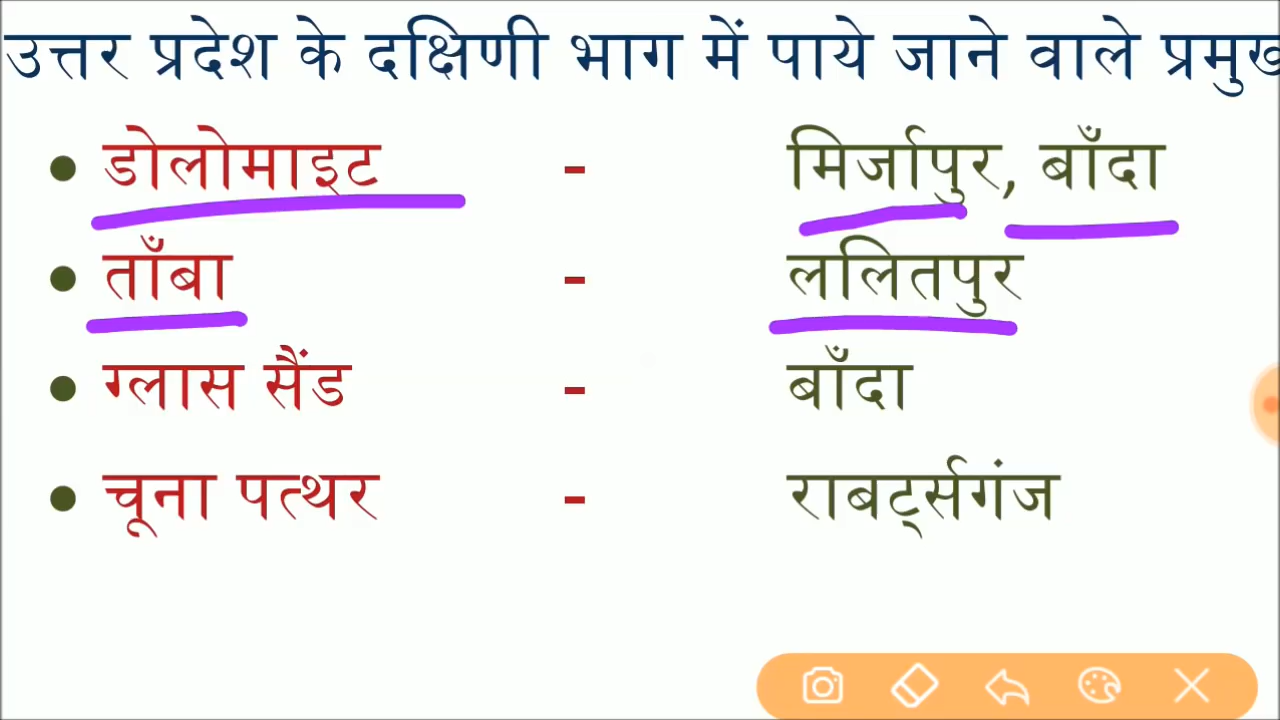 उत्तर प्रदेश के दक्षिणी भाग में पाये जाने वाले प्रमुख
• डोलोमाइट - मिर्जापुर, बाँदा
• ताँबा - ललितपुर
• ग्लास सैंड - बाँदा
• चूना पत्थर - राबर्ट्सगंज